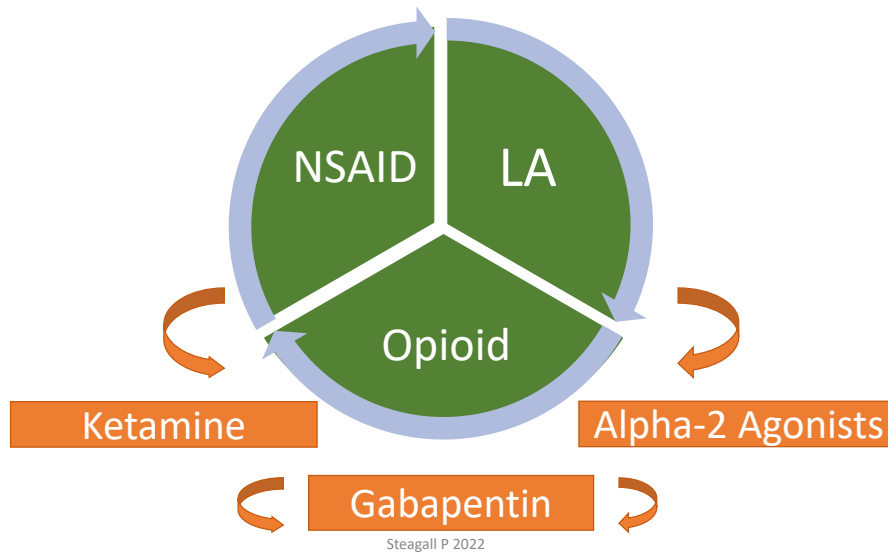 NSAID
LA
Opioid
Ketamine
Alpha-2 Agonists
Gabapentin
Steagall P 2022